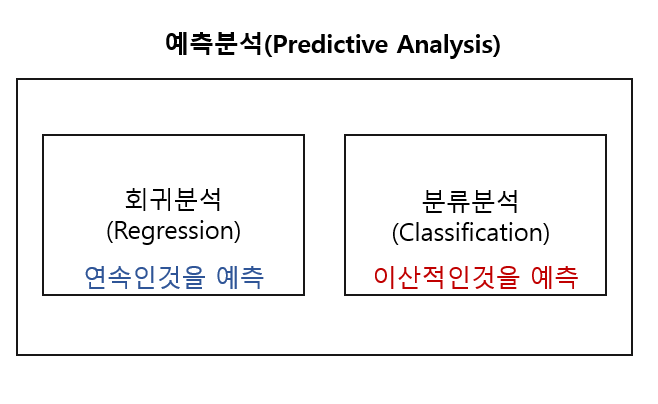 예측분석(Predictive Analysis)
회귀분석
(Regression)
연속인것을 예측
분류분석
(Classification)
이산적인것을 예측